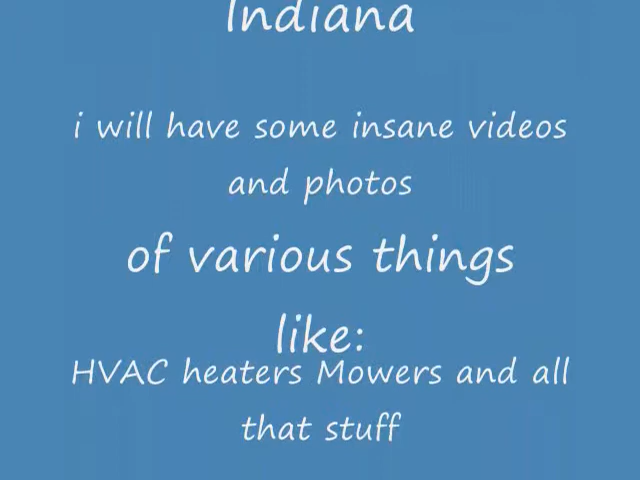 Indiana
i will have some insane videos
and photos
of various things
like:
HVAC heaters Mowers and all
that stuff